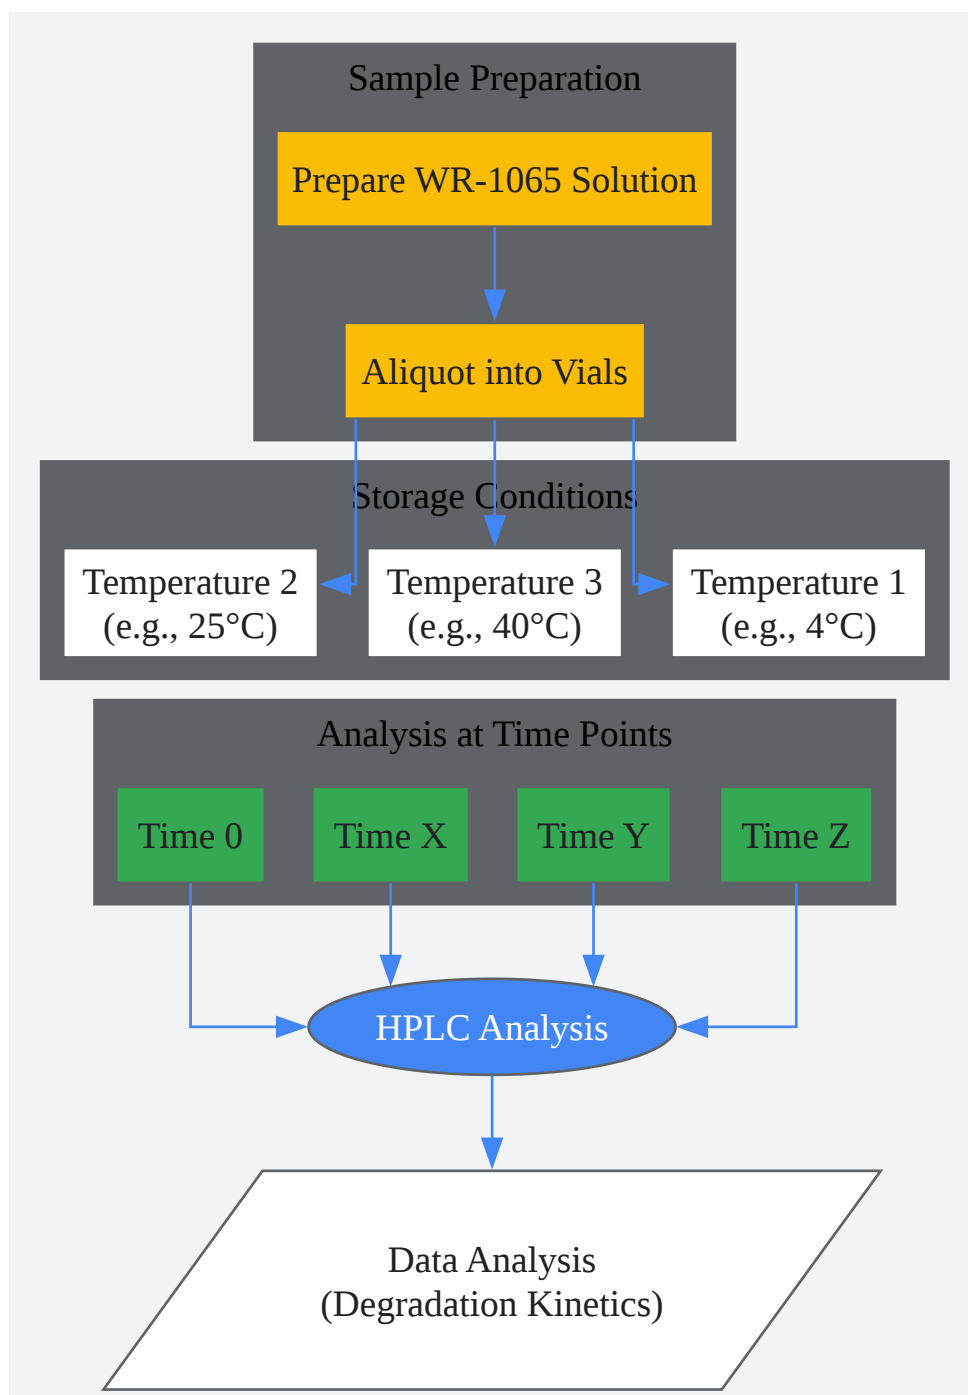 Sample Preparation
Prepare WR-1065 Solution
Aliquot into Vials
Storage Conditions
Temperature 2
(e.g., 25°C)
Temperature 3
(e.g., 40°C)
Temperature 1
(e.g., 4°C)
Analysis at Time Points
Time 0
Time X
Time Y
Time Z
HPLC Analysis
Data Analysis
(Degradation Kinetics)